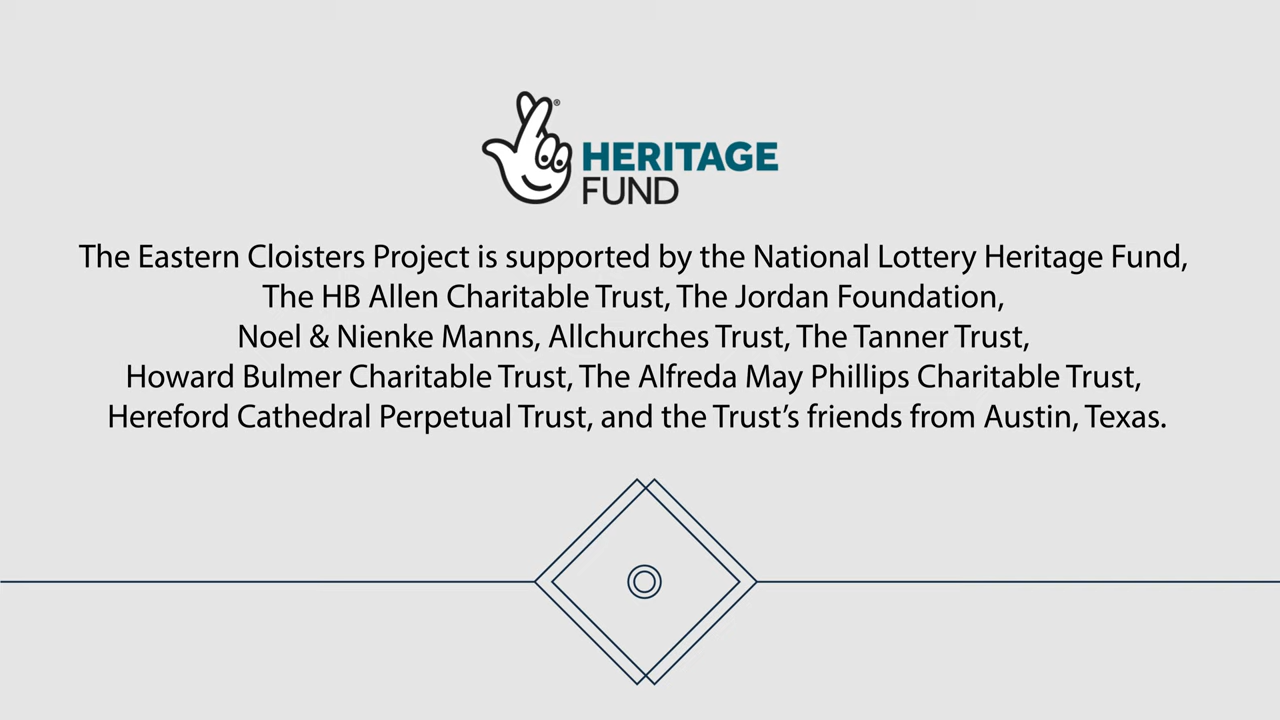 HERITAGE
FUND
The Eastern Cloisters Project is supported by the National Lottery Heritage Fund,
The HB Allen Charitable Trust, The Jordan Foundation,
Noel & Nienke Manns, Allchurches Trust, The Tanner Trust,
Howard Bulmer Charitable Trust, The Alfreda May Phillips Charitable Trust,
Hereford Cathedral Perpetual Trust, and the Trust’s friends from Austin, Texas.